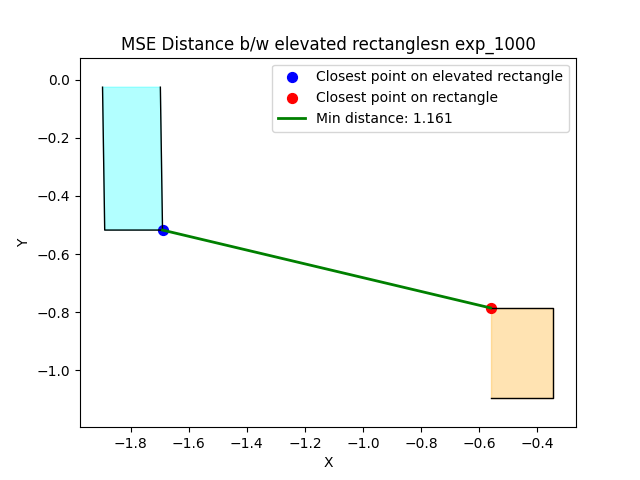 MSE Distance b/w elevated rectanglesn exp_1000
Closest point on elevated rectangle
Closest point on rectangle
Min distance: 1.161
0.0
−0.2
−0.4
−0.6
−0.8
−1.0
Y
−1.8 −1.6 −1.4 −1.2 −1.0 −0.8 −0.6 −0.4
X